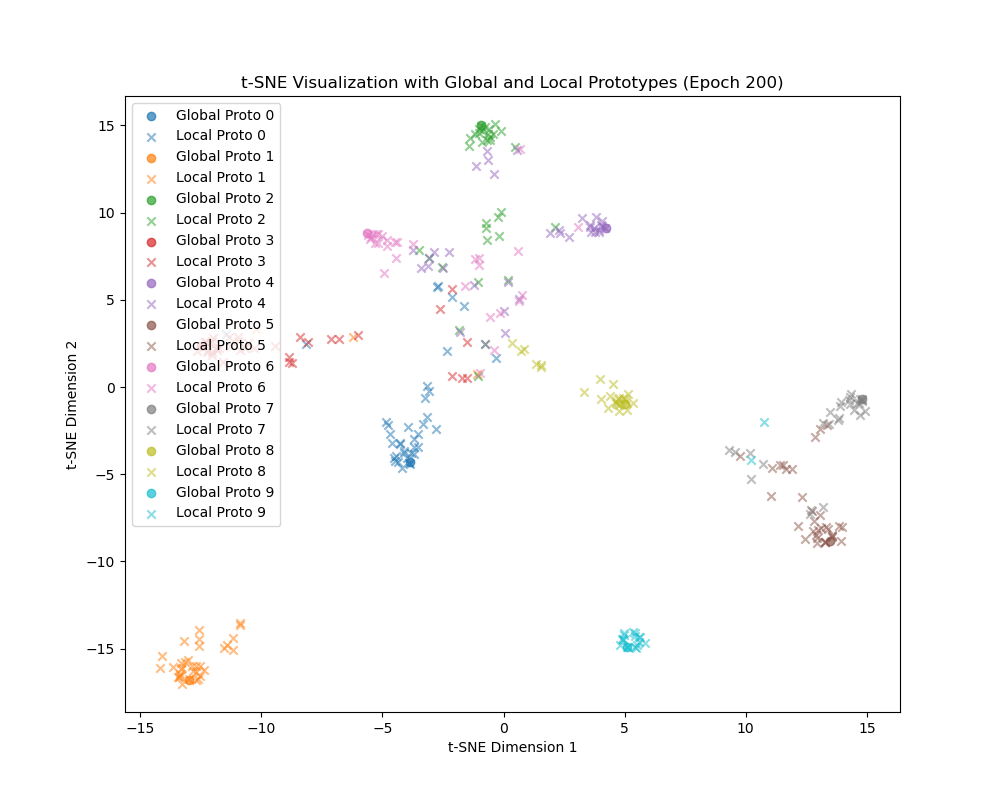 t-SNE Visualization with Global and Local Prototypes (Epoch 200)
Global Proto 0
Local Proto 0
Global Proto 1
Local Proto 1
Global Proto 2
Local Proto 2
Global Proto 3
Local Proto 3
Global Proto 4
Local Proto 4
Global Proto 5
Local Proto 5
Global Proto 6
Local Proto 6
Global Proto 7
Local Proto 7
Global Proto 8
Local Proto 8
Global Proto 9
Local Proto 9
15
10
5
0
−5
−10
−15
t-SNE Dimension 2
−15
−10
−5
0
5
10
15
t-SNE Dimension 1